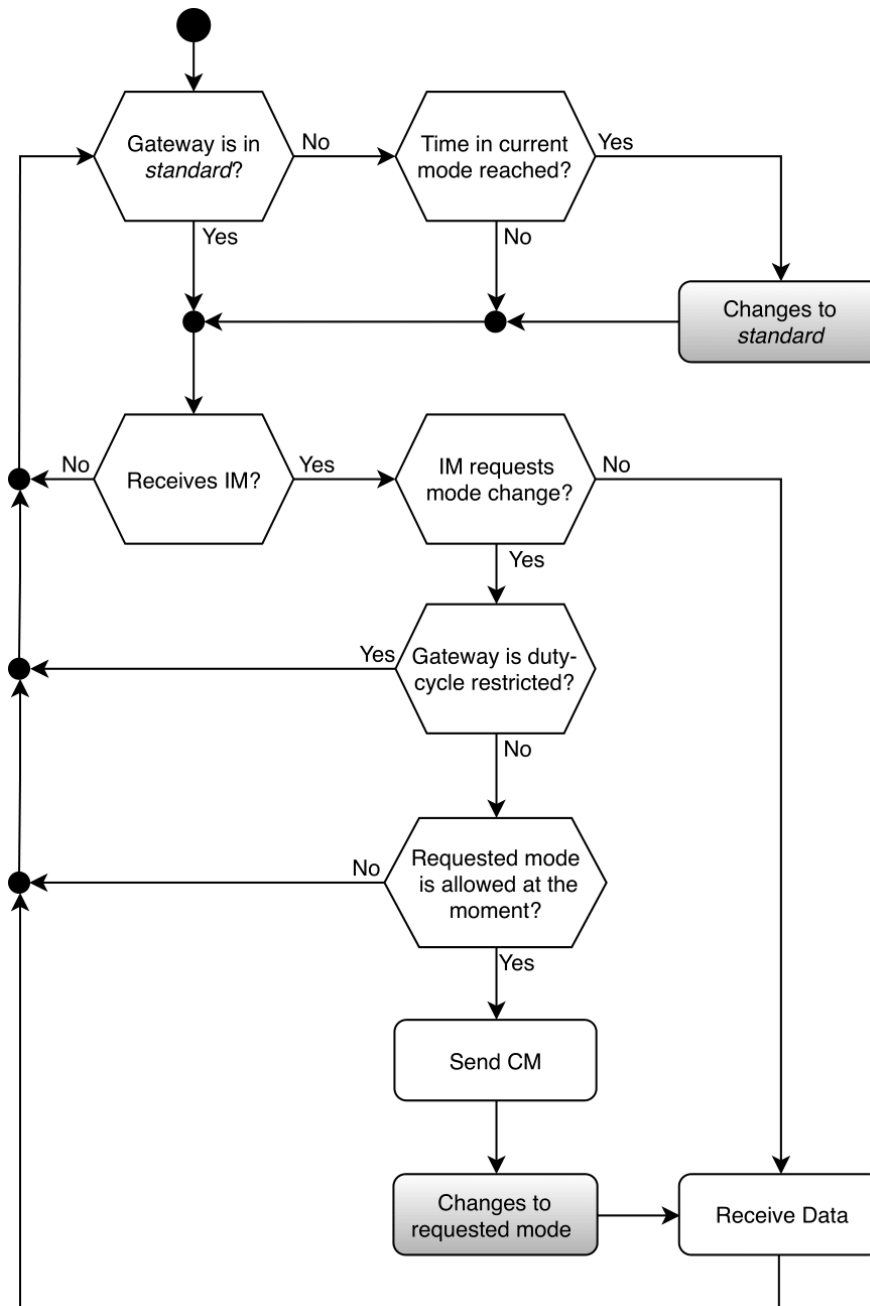 Gateway is in
standard?
No
Time in current
mode reached?
Yes
Yes
No
Changes to
standard
No
Receives IM?
Yes
IM requests
mode change?
No
Yes
Yes
Gateway is duty-
cycle restricted?
No
No
Requested mode
is allowed at the
moment?
Yes
Send CM
Changes to
requested mode
Receive Data